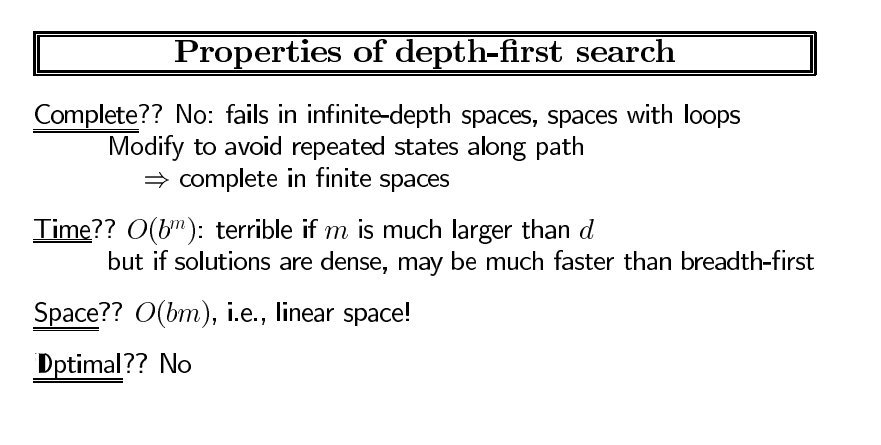 Properties of depth-first search
Complete?? No: fails in infinite-depth spaces, spaces with loops
Modify to avoid repeated states along path
⇒ complete in finite spaces
Time?? O(b^m): terrible if m is much larger than d
but if solutions are dense, may be much faster than breadth-first
Space?? O(bm), i.e., linear space!
Optimal?? No